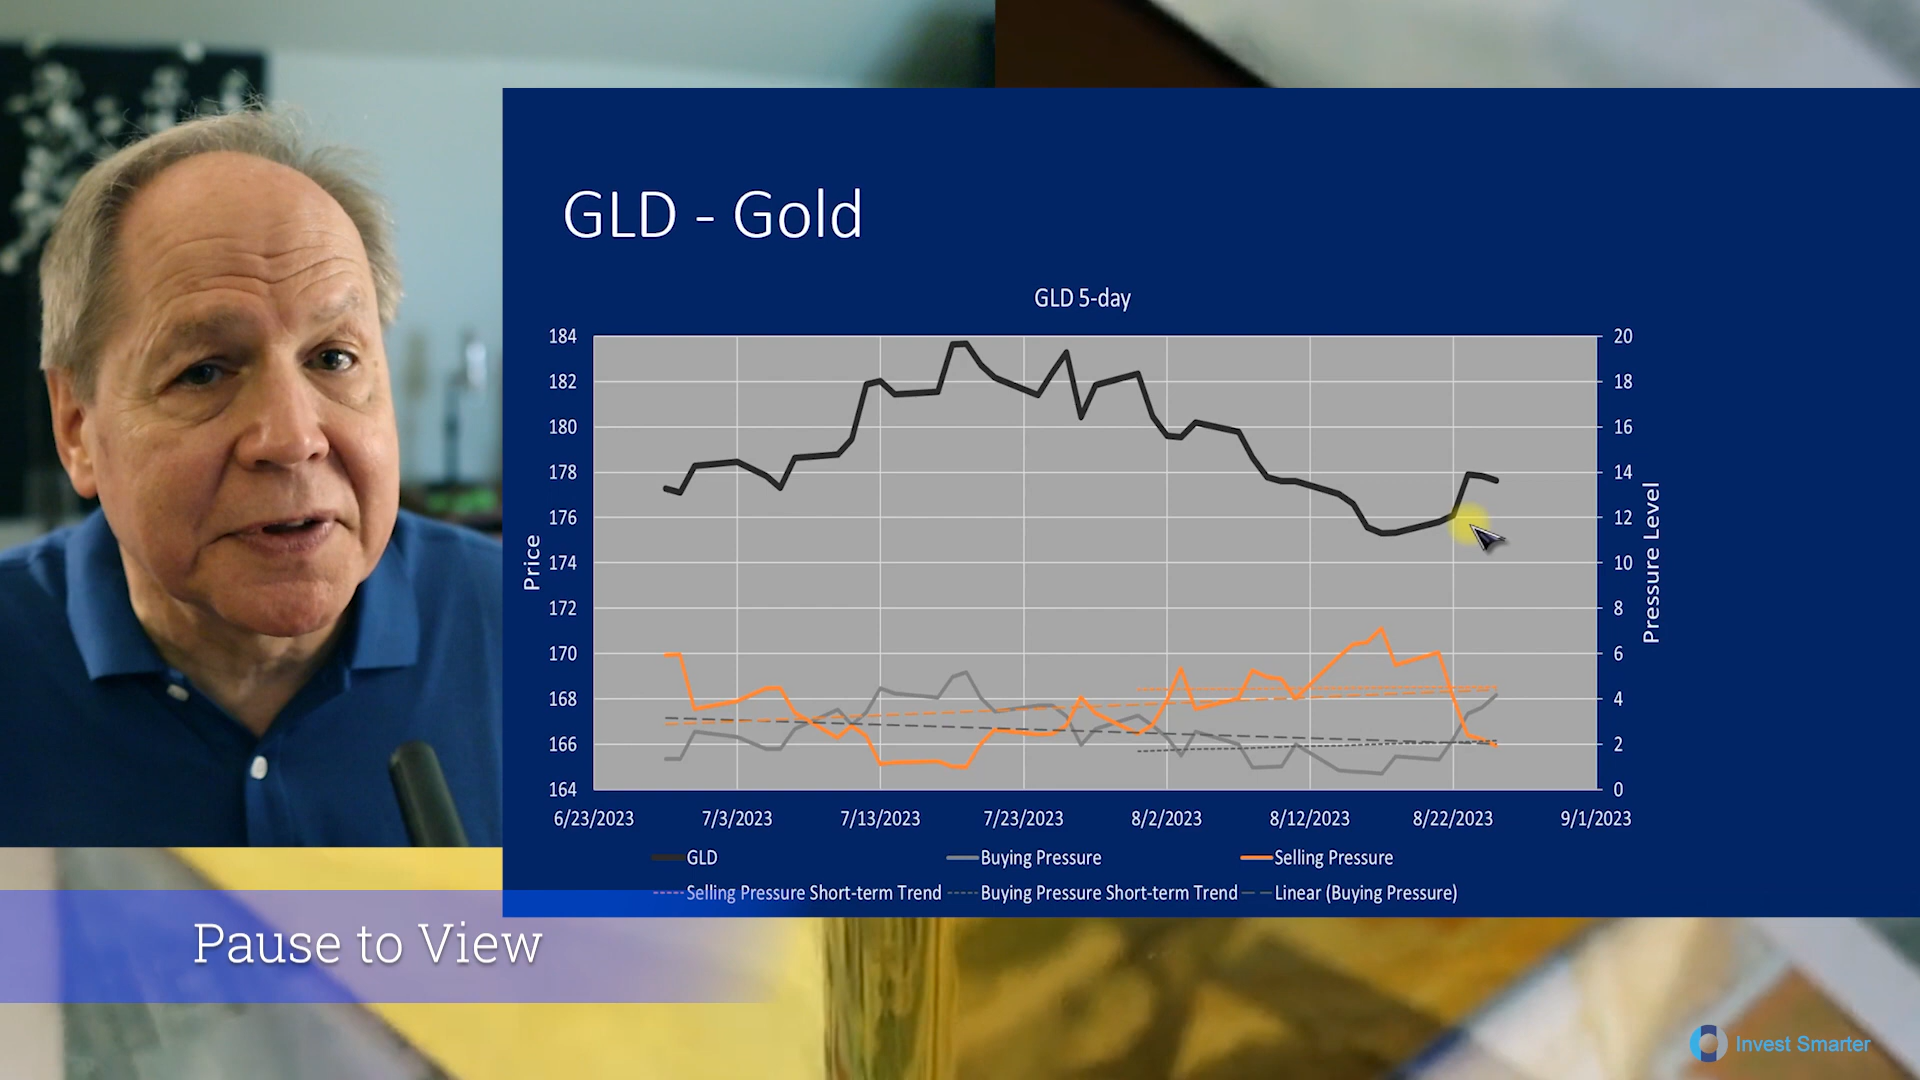 GLD - Gold
GLD 5-day
184
182
180
178
176
174
172
170
168
166
164
Price
20
18
16
14
12
10
8
6
4
2
0
Pressure Level
6/23/2023 7/3/2023 7/13/2023 7/23/2023 8/2/2023 8/12/2023 8/22/2023 9/1/2023
GLD Buying Pressure Selling Pressure
Selling Pressure Short-term Trend Buying Pressure Short-term Trend Linear (Buying Pressure)
Pause to View
Invest Smarter